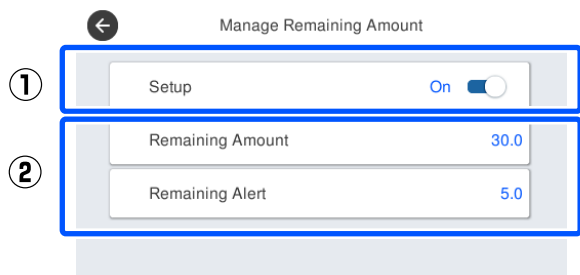 Manage Remaining Amount
① Setup On
② Remaining Amount 30.0
Remaining Alert 5.0